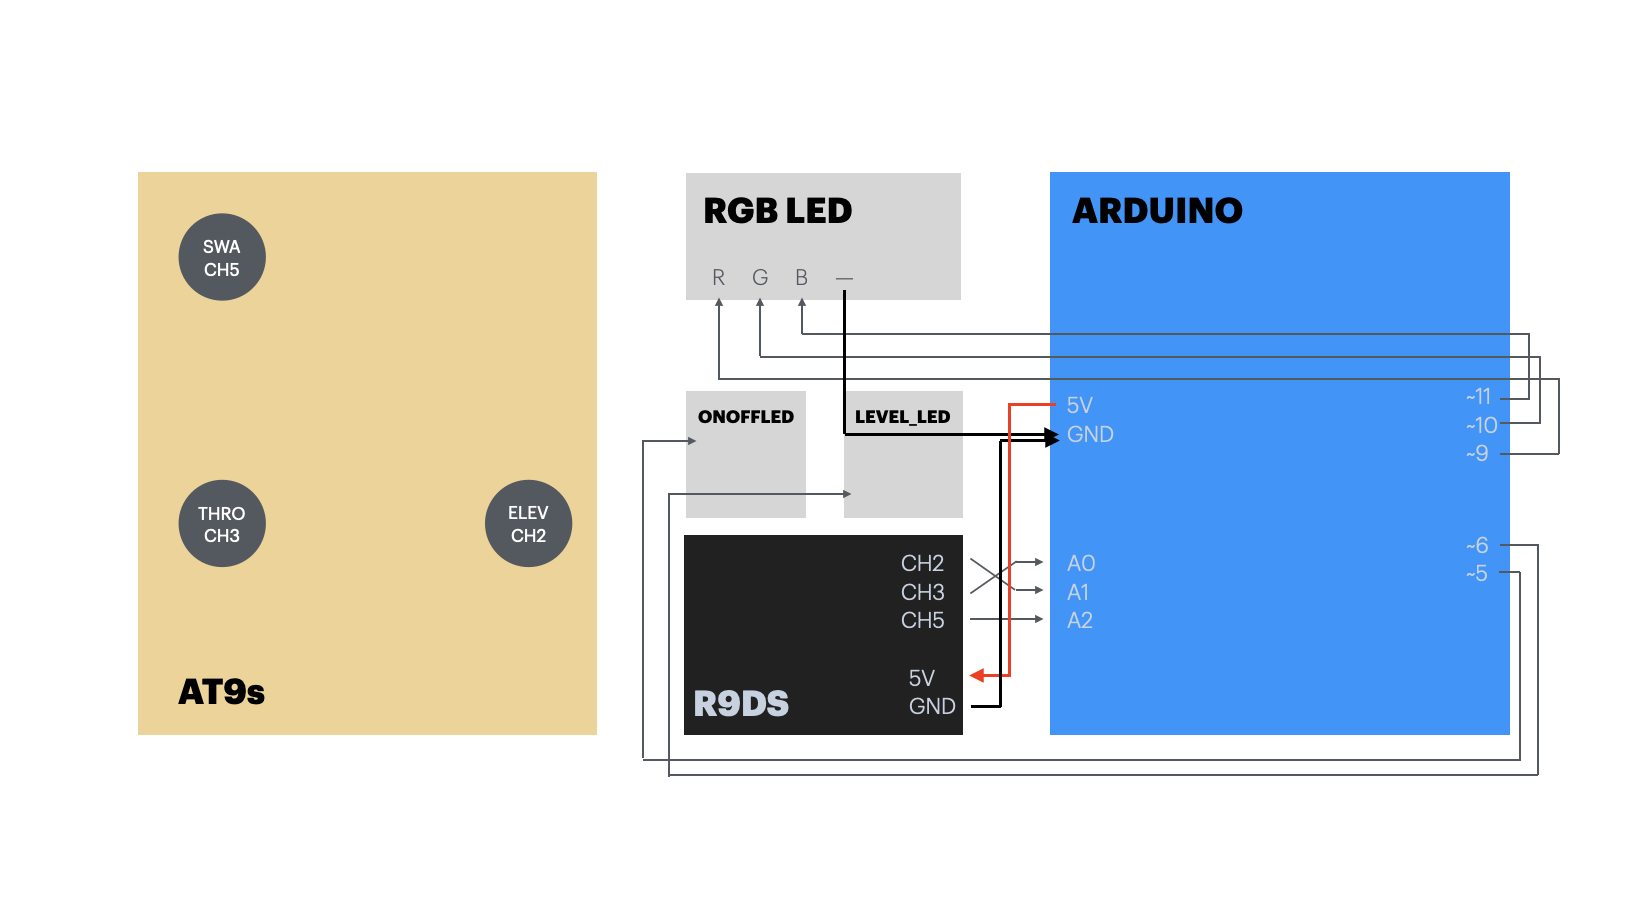 SWA
CH5
THRO
CH3
ELEV
CH2
AT9s
RGB LED
R G B —
ONOFFLED
LEVEL_LED
CH2
CH3
CH5
5V
GND
R9DS
ARDUINO
5V
GND
A0
A1
A2
~11
~10
~9
~6
~5